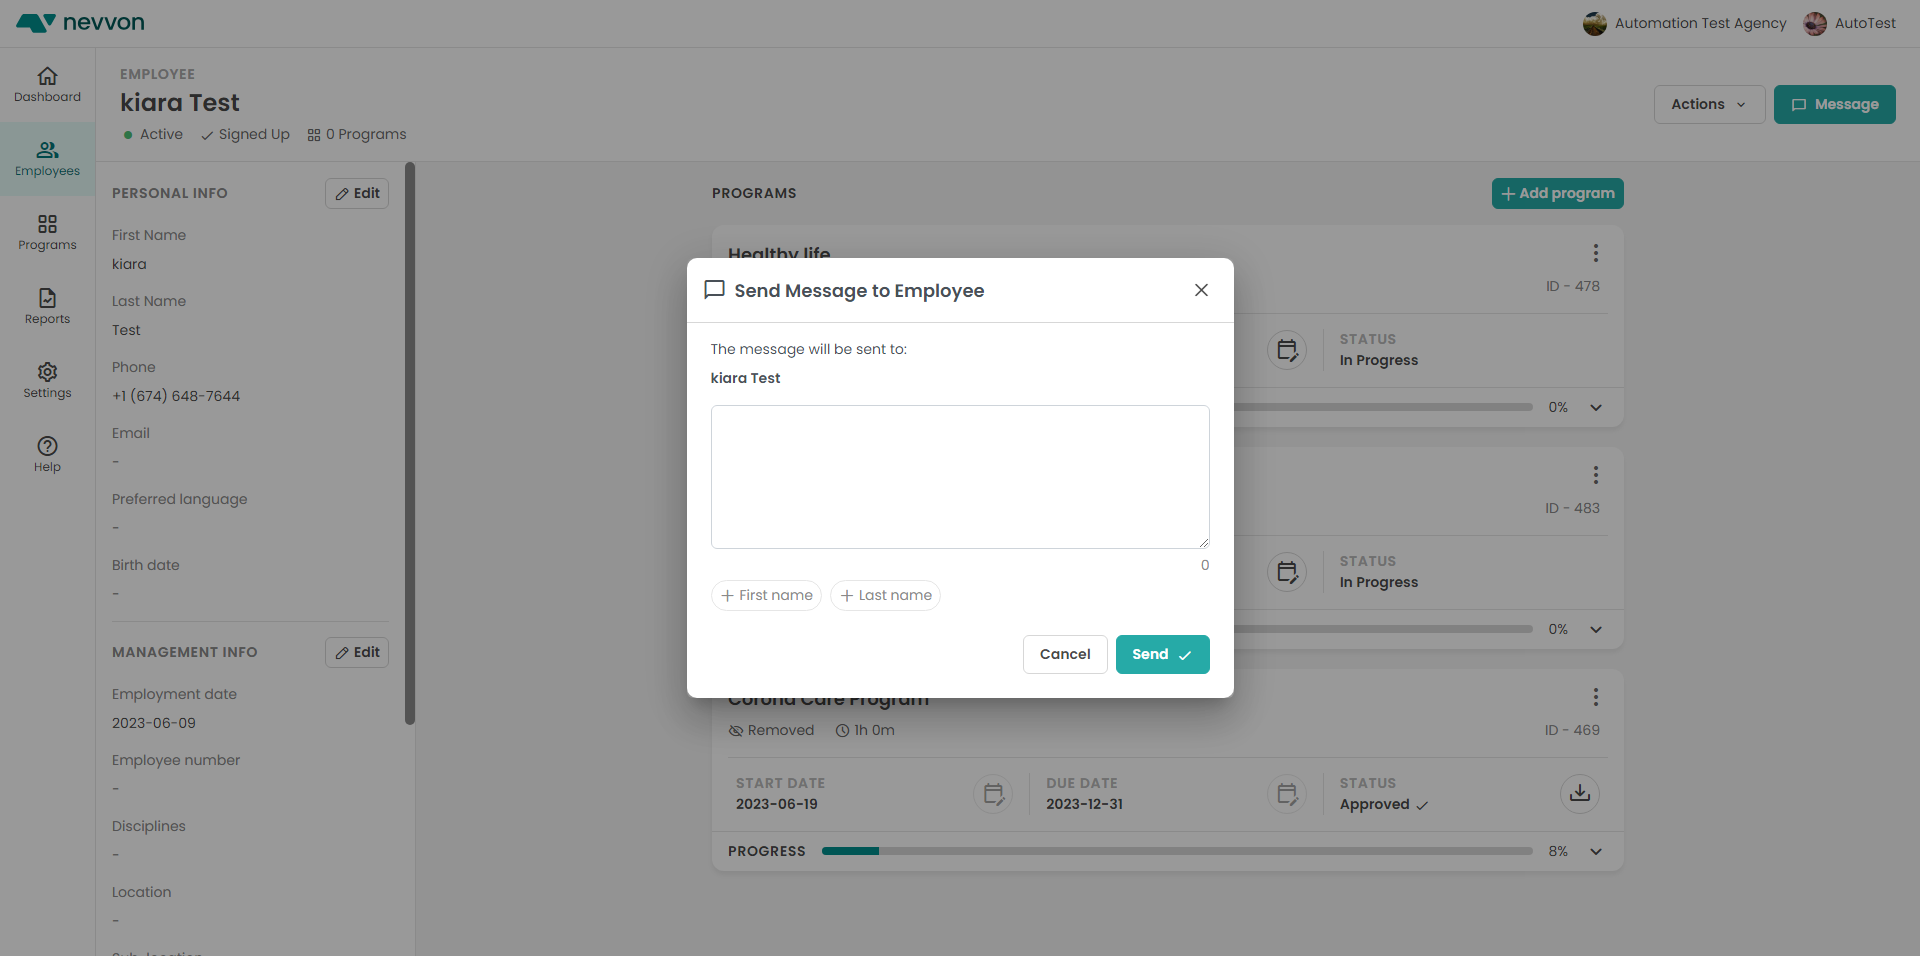 nevvon
Automation Test Agency
AutoTest
Dashboard
Employees
Programs
Reports
Settings
Help
EMPLOYEE
kiara Test
Active
Signed Up
0 Programs
Actions
Message
PERSONAL INFO
Edit
First Name
kiara
Last Name
Test
Phone
+1 (674) 648-7644
Email
-
Preferred language
-
Birth date
-
MANAGEMENT INFO
Edit
Employment date
2023-06-09
Employee number
-
Disciplines
-
Location
-
PROGRAMS
Add program
Healthy life
ID - 478
STATUS
In Progress
0%
ID - 483
STATUS
In Progress
0%
Send Message to Employee
The message will be sent to:
kiara Test
0
First name
Last name
Cancel
Send
Corona Care Program
Removed
1h 0m
ID - 469
START DATE
2023-06-19
DUE DATE
2023-12-31
STATUS
Approved
PROGRESS
8%